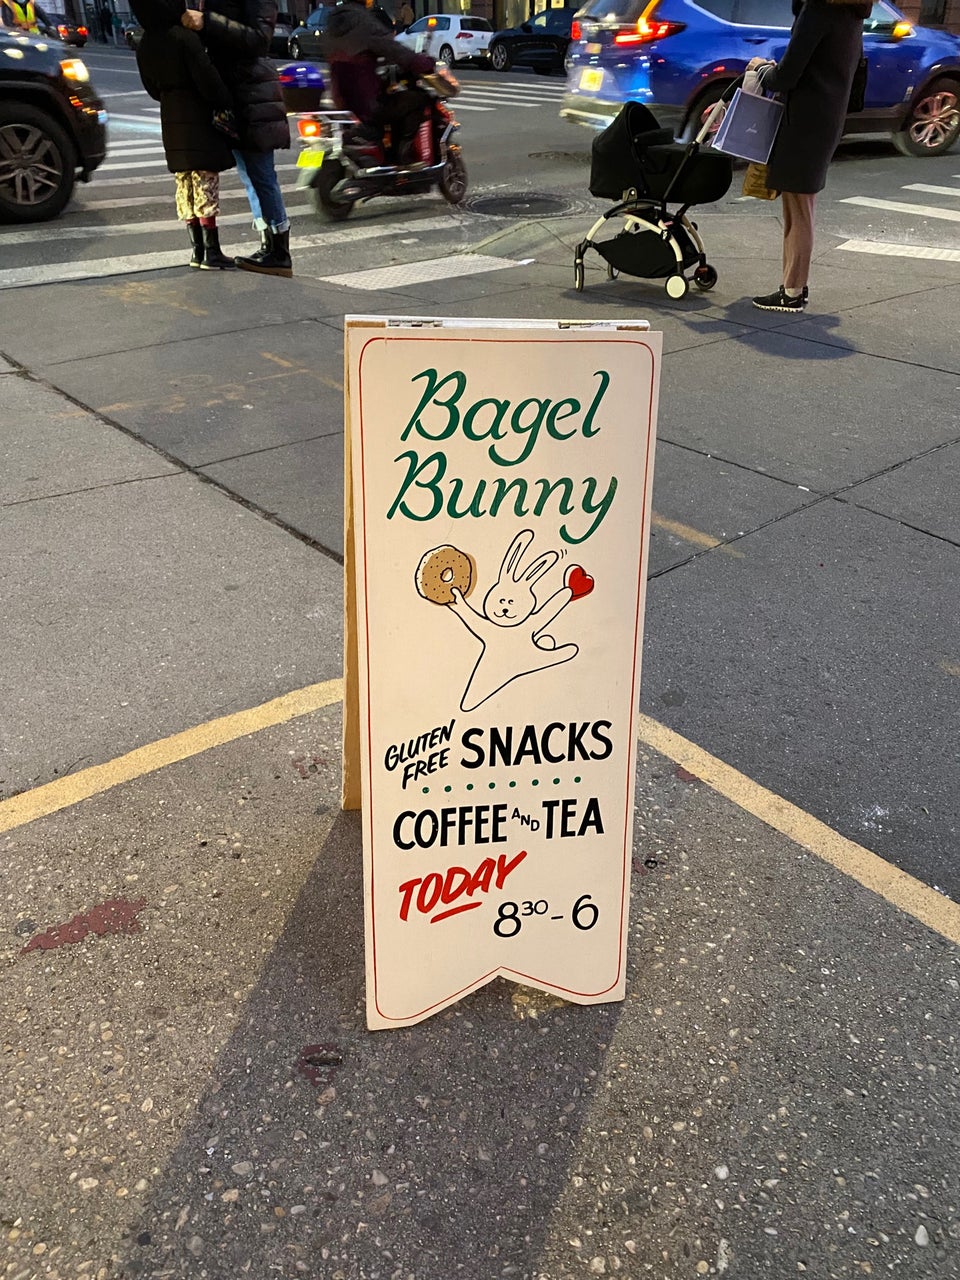 Bagel
Bunny
GLUTEN
FREE SNACKS
COFFEE AND TEA
TODAY
830-6